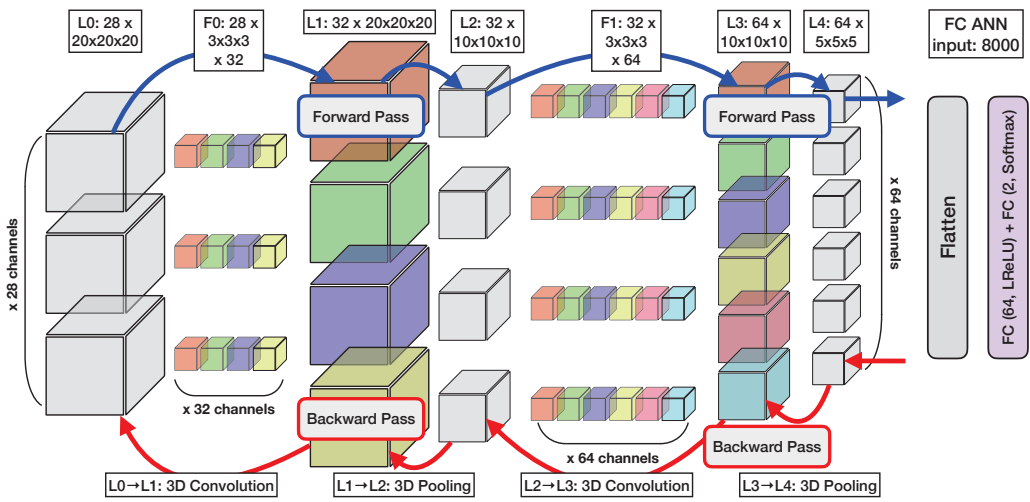 L0: 28 x
20x20x20
F0: 28 x
3x3x3
x 32
L1: 32 x 20x20x20
L2: 32 x
10x10x10
F1: 32 x
3x3x3
x 64
L3: 64 x
10x10x10
L4: 64 x
5x5x5
FC ANN
input: 8000
Forward Pass
Forward Pass
x 28 channels
x 64 channels
Flatten
FC (64, LReLU) + FC (2, Softmax)
x 32 channels
Backward Pass
x 64 channels
Backward Pass
L0→L1: 3D Convolution
L1→L2: 3D Pooling
L2→L3: 3D Convolution
L3→L4: 3D Pooling